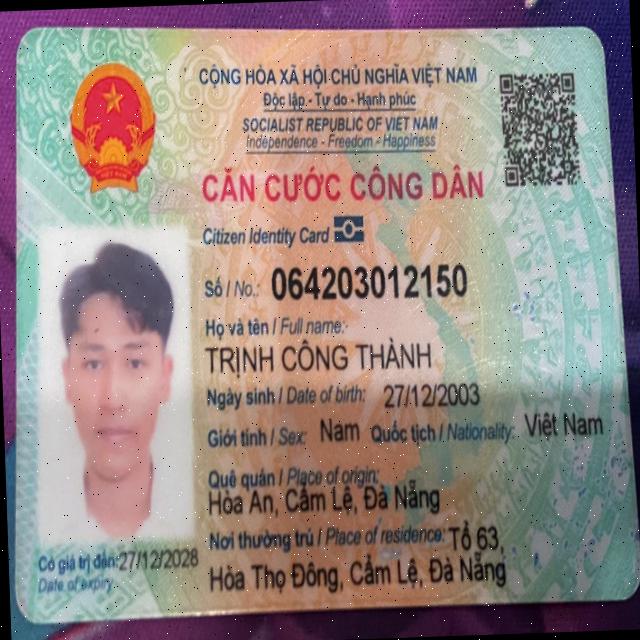 CỘNG HÒA XÃ HỘI CHỦ NGHĨA VIỆT NAM
Độc lập - Tự do - Hạnh phúc
SOCIALIST REPUBLIC OF VIET NAM
Independence - Freedom - Happiness
CĂN CƯỚC CÔNG DÂN
Citizen Identity Card
Số / No.: 064203012150
Họ và tên / Full name:
TRỊNH CÔNG THÀNH
Ngày sinh / Date of birth: 27/12/2003
Giới tính / Sex: Nam Quốc tịch / Nationality: Việt Nam
Quê quán / Place of origin:
Hòa An, Cẩm Lệ, Đà Nẵng
Nơi thường trú / Place of residence: Tổ 63,
Hòa Thọ Đông, Cẩm Lệ, Đà Nẵng
Có giá trị đến: 27/12/2028
Date of expiry